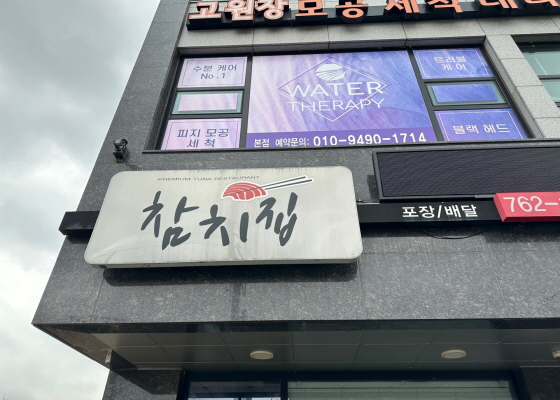 고원장 모공 세척
수분 케어
No.1
WATER
THERAPY
트러블
케어
피지 모공
세척
블랙 헤드
본점 예약문의: 010-9490-1714
PREMIUM TUNA RESTAURANT
참치집
포장/배달
762-